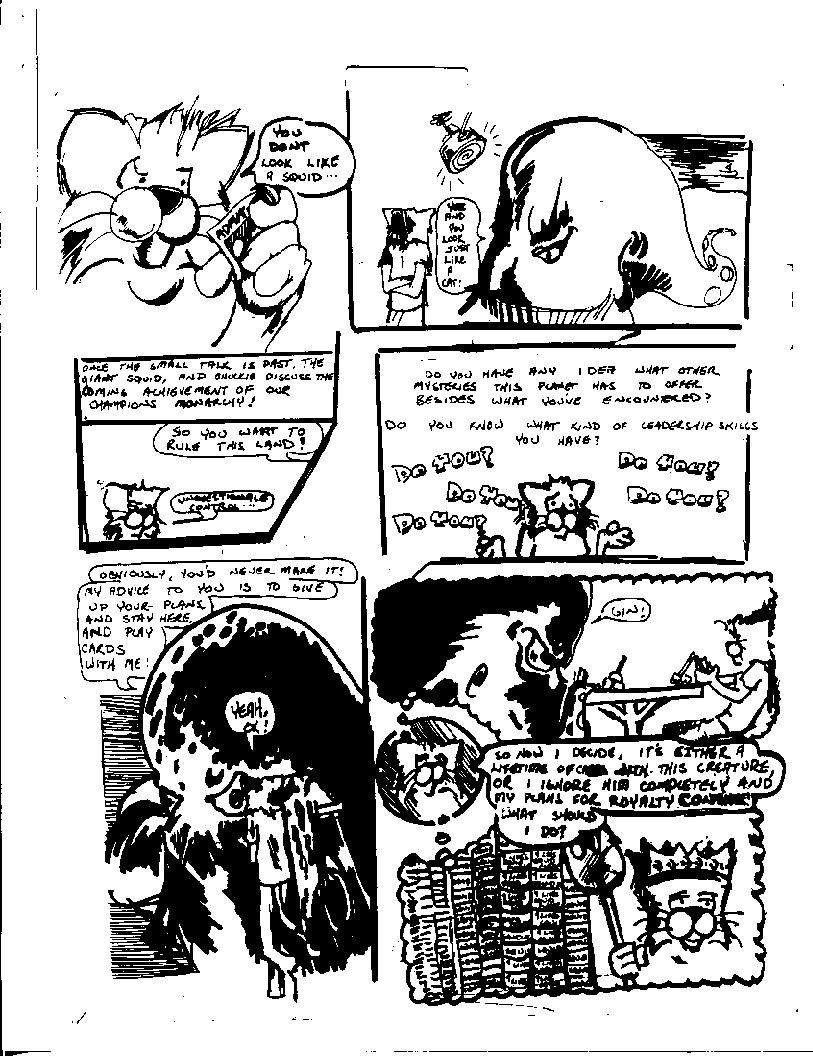 YOU
DON'T
LOOK LIKE
A SQUID...
YES
AND
YOU
LOOK
JUST
LIKE
A
CAT!
ONCE THE SMALL TALK IS PAST, THE
GIANT SQUID, AND DISCUSS THE
COMING ACHIEVEMENT OF OUR
CHAMPIONS MONARCHY!
SO YOU WANT TO
RULE THIS LAND!
UNQUESTIONABLE
CONTROL...
DO YOU HAVE ANY IDEA WHAT OTHER
MYSTERIES THIS PLANET HAS TO OFFER
BESIDES WHAT YOU'VE ENCOUNTERED?
DO YOU KNOW WHAT KIND OF LEADERSHIP SKILLS
YOU HAVE?
DO YOU?
DO YOU?
DO YOU
DO YOU?
DO YOU?
OBVIOUSLY, YOU'D NEVER MAKE IT!
MY ADVICE TO YOU IS TO GIVE
UP YOUR PLANS
AND STAY HERE
AND PLAY
CARDS
WITH ME!
YEAH,
OK!
GIN!
SO NOW I DECIDE, IT'S EITHER A
LIFETIME OF THIS CREATURE,
OR I IGNORE HIM COMPLETELY AND
MY PLANS FOR ROYALTY CONTINUE
WHAT SHOULD
I DO?